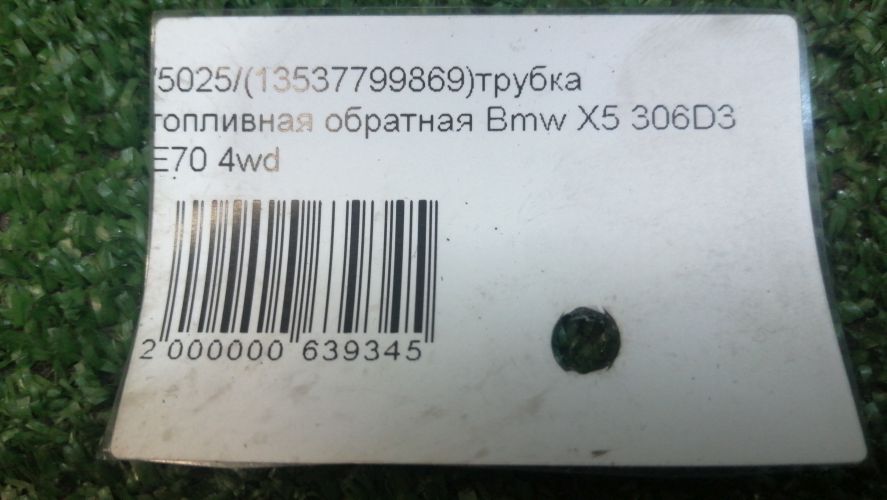 /5025/(13537799869)трубка
топливная обратная Bmw X5 306D3
E70 4wd
2 000000 639345